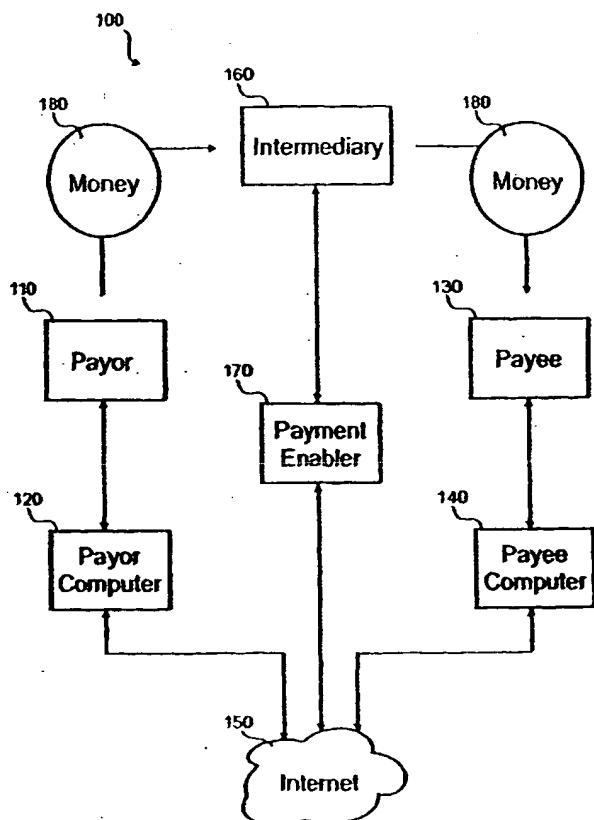 100
180
160
180
Money
Intermediary
Money
110
130
Payor
170
Payee
Payment
Enabler
120
140
Payor
Computer
Payee
Computer
150
Internet